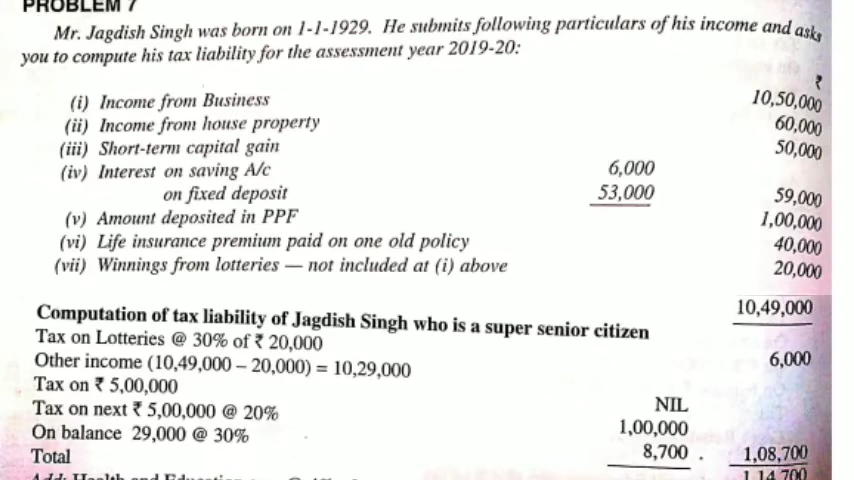 PROBLEM 7
Mr. Jagdish Singh was born on 1-1-1929. He submits following particulars of his income and asks
you to compute his tax liability for the assessment year 2019-20:
₹
(i) Income from Business 10,50,000
(ii) Income from house property 60,000
(iii) Short-term capital gain 50,000
(iv) Interest on saving A/c 6,000
on fixed deposit 53,000 59,000
(v) Amount deposited in PPF 1,00,000
(vi) Life insurance premium paid on one old policy 40,000
(vii) Winnings from lotteries — not included at (i) above 20,000
10,49,000
Computation of tax liability of Jagdish Singh who is a super senior citizen
Tax on Lotteries @ 30% of ₹ 20,000 6,000
Other income (10,49,000 – 20,000) = 10,29,000
Tax on ₹ 5,00,000 NIL
Tax on next ₹ 5,00,000 @ 20% 1,00,000
On balance 29,000 @ 30% 8,700 . 1,08,700
Total 1,14,700
Add: Health and Education